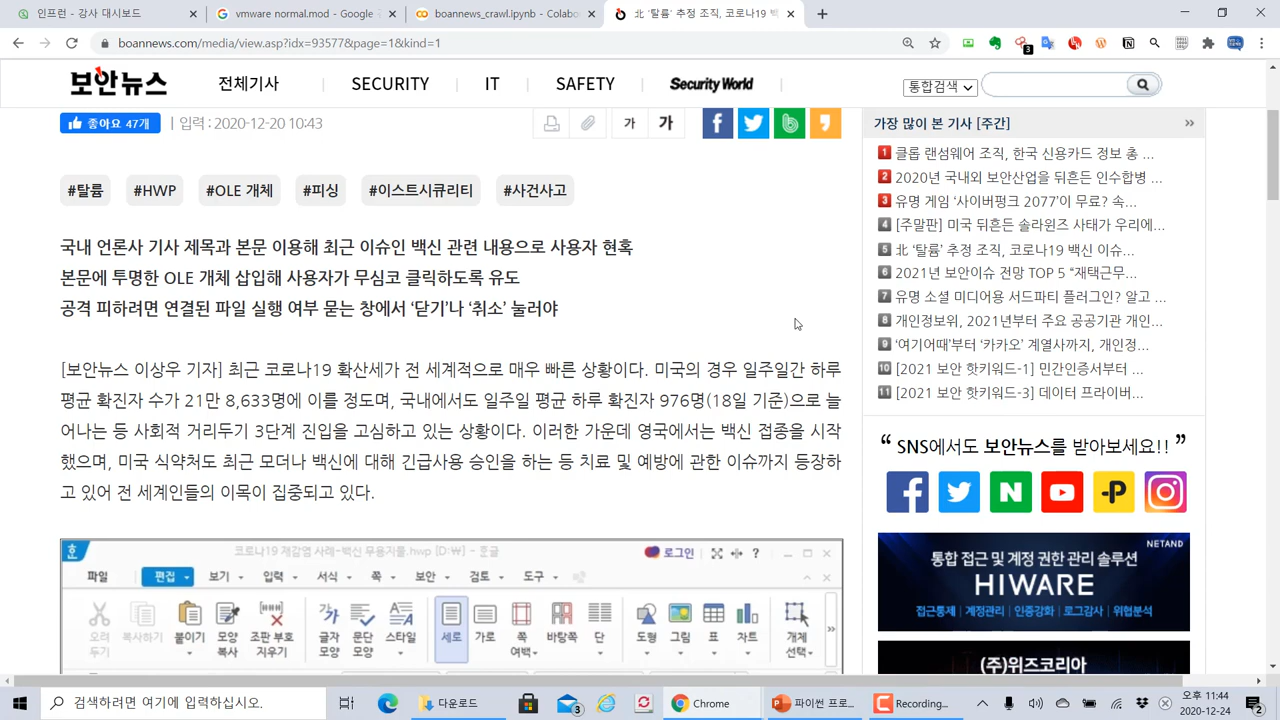 인프런 - 강사 대시보드
vmware normal.mod - Google
boannews_crawl.ipynb - Colabo
北 '탈륨' 추정 조직, 코로나19 백
boannews.com/media/view.asp?idx=93577&page=1&kind=1
보안뉴스
전체기사
SECURITY
IT
SAFETY
Security World
통합검색
좋아요 47개
| 입력 : 2020-12-20 10:43
가 가
가장 많이 본 기사 [주간]
#탈륨 #HWP #OLE 개체 #피싱 #이스트시큐리티 #사건사고
국내 언론사 기사 제목과 본문 이용해 최근 이슈인 백신 관련 내용으로 사용자 현혹
본문에 투명한 OLE 개체 삽입해 사용자가 무심코 클릭하도록 유도
공격 피하려면 연결된 파일 실행 여부 묻는 창에서 '닫기'나 '취소' 눌러야
[보안뉴스 이상우 기자] 최근 코로나19 확산세가 전 세계적으로 매우 빠른 상황이다. 미국의 경우 일주일간 하루
평균 확진자 수가 21만 8,633명에 이를 정도며, 국내에서도 일주일 평균 하루 확진자 976명(18일 기준)으로 늘
어나는 등 사회적 거리두기 3단계 진입을 고심하고 있는 상황이다. 이러한 가운데 영국에서는 백신 접종을 시작
했으며, 미국 식약처도 최근 모더나 백신에 대해 긴급사용 승인을 하는 등 치료 및 예방에 관한 이슈까지 등장하
고 있어 전 세계인들의 이목이 집중되고 있다.
코로나19 재감염 사례-백신 무용지물.hwp [D:₩] - 한글
로그인
파일 편집 보기 입력 서식 쪽 보안 검토 도구
오려
두기
복사하기
붙이기
모양
복사
조판 부호
지우기
글자
모양
문단
모양
스타일
세로
가로
쪽
여백
바탕쪽
단
도형
그림
표
차트
개체
선택
1 클롭 랜섬웨어 조직, 한국 신용카드 정보 총 ...
2 2020년 국내외 보안산업을 뒤흔든 인수합병 ...
3 유명 게임 '사이버펑크 2077'이 무료? 속...
4 [주말판] 미국 뒤흔든 솔라윈즈 사태가 우리에...
5 北 '탈륨' 추정 조직, 코로나19 백신 이슈...
6 2021년 보안이슈 전망 TOP 5 "재택근무...
7 유명 소셜 미디어용 서드파티 플러그인? 알고 ...
8 개인정보위, 2021년부터 주요 공공기관 개인...
9 '여기어때'부터 '카카오' 계열사까지, 개인정...
10 [2021 보안 핫키워드-1] 민간인증서부터 ...
11 [2021 보안 핫키워드-3] 데이터 프라이버...
“ SNS에서도 보안뉴스를 받아보세요!! ”
NETAND
통합 접근 및 계정 권한 관리 솔루션
HIWARE
접근통제 | 계정관리 | 인증강화 | 로그감사 | 위협분석
(주)위즈코리아
검색하려면 여기에 입력하십시오.
다운로드
3
Chrome
파이썬 프로...
Recording...
오후 11:44
2020-12-24
2